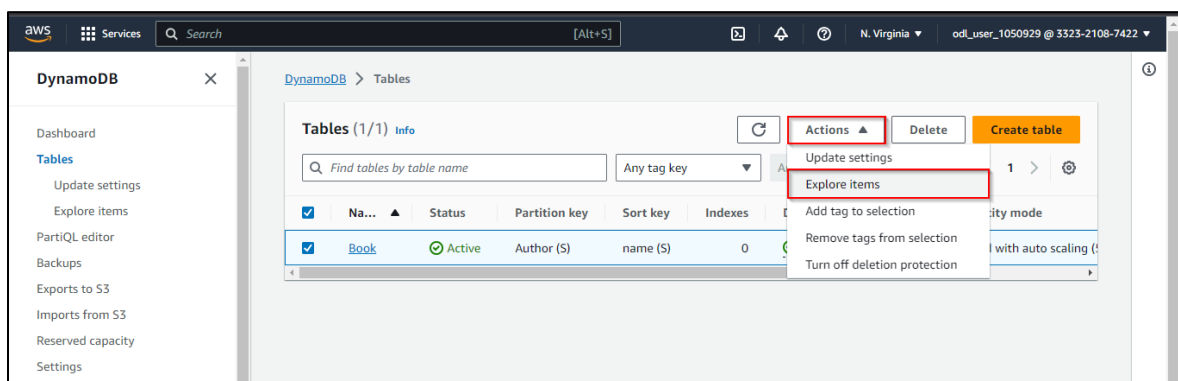 aws Services Search [Alt+S] N. Virginia ▼ odl_user_1050929 @ 3323-2108-7422 ▼
DynamoDB
Dashboard
Tables
Update settings
Explore items
PartiQL editor
Backups
Exports to S3
Imports from S3
Reserved capacity
Settings
DynamoDB > Tables
Tables (1/1) Info
Actions ▲ Delete Create table
Find tables by table name Any tag key ▼ 1 >
Update settings
Explore items
Add tag to selection
Remove tags from selection
Turn off deletion protection
Na... ▲ Status Partition key Sort key Indexes mode
Book Active Author (S) name (S) 0 with auto scaling (5